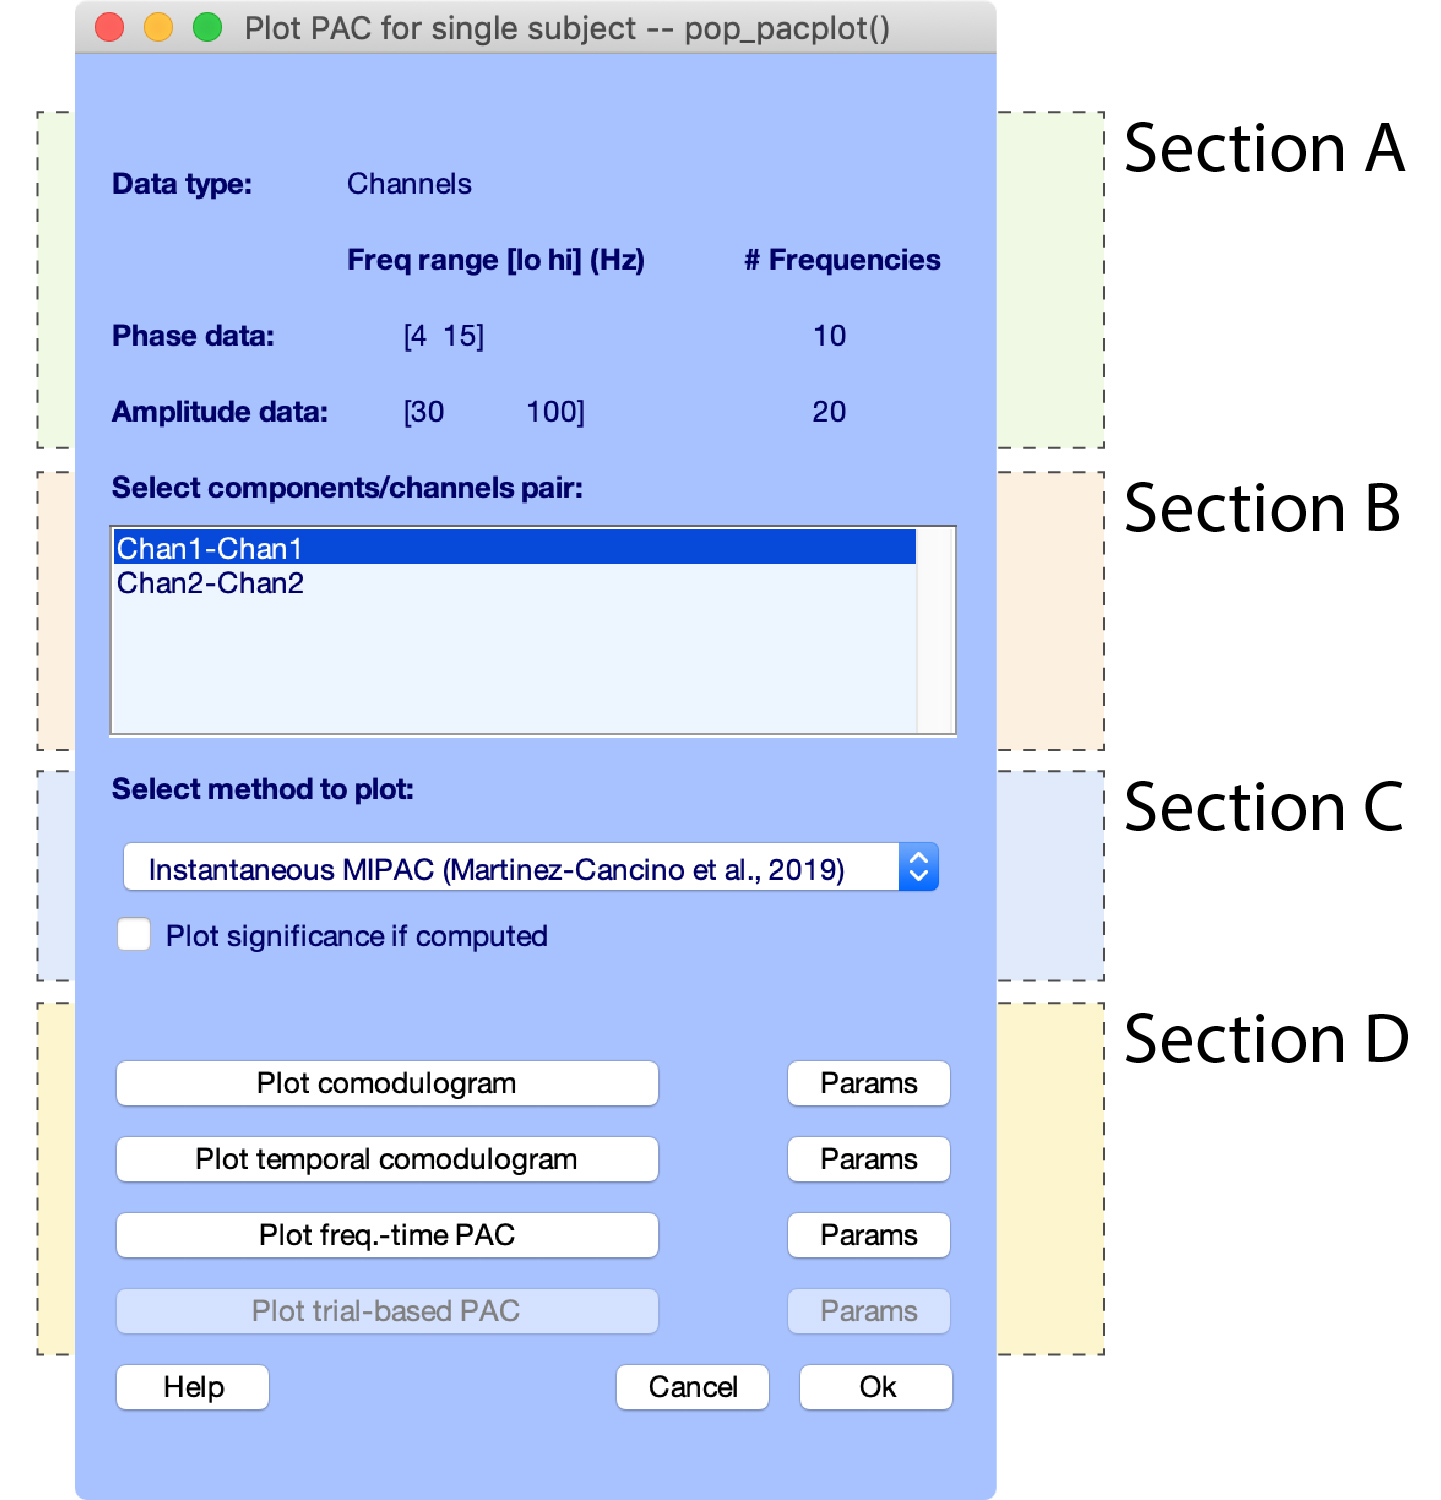 Plot PAC for single subject -- pop_pacplot()
Section A
Data type: Channels
Freq range [lo hi] (Hz) # Frequencies
Phase data: [4 15] 10
Amplitude data: [30 100] 20
Section B
Select components/channels pair:
Chan1-Chan1
Chan2-Chan2
Section C
Select method to plot:
Instantaneous MIPAC (Martinez-Cancino et al., 2019)
Plot significance if computed
Section D
Plot comodulogram Params
Plot temporal comodulogram Params
Plot freq.-time PAC Params
Plot trial-based PAC Params
Help Cancel Ok